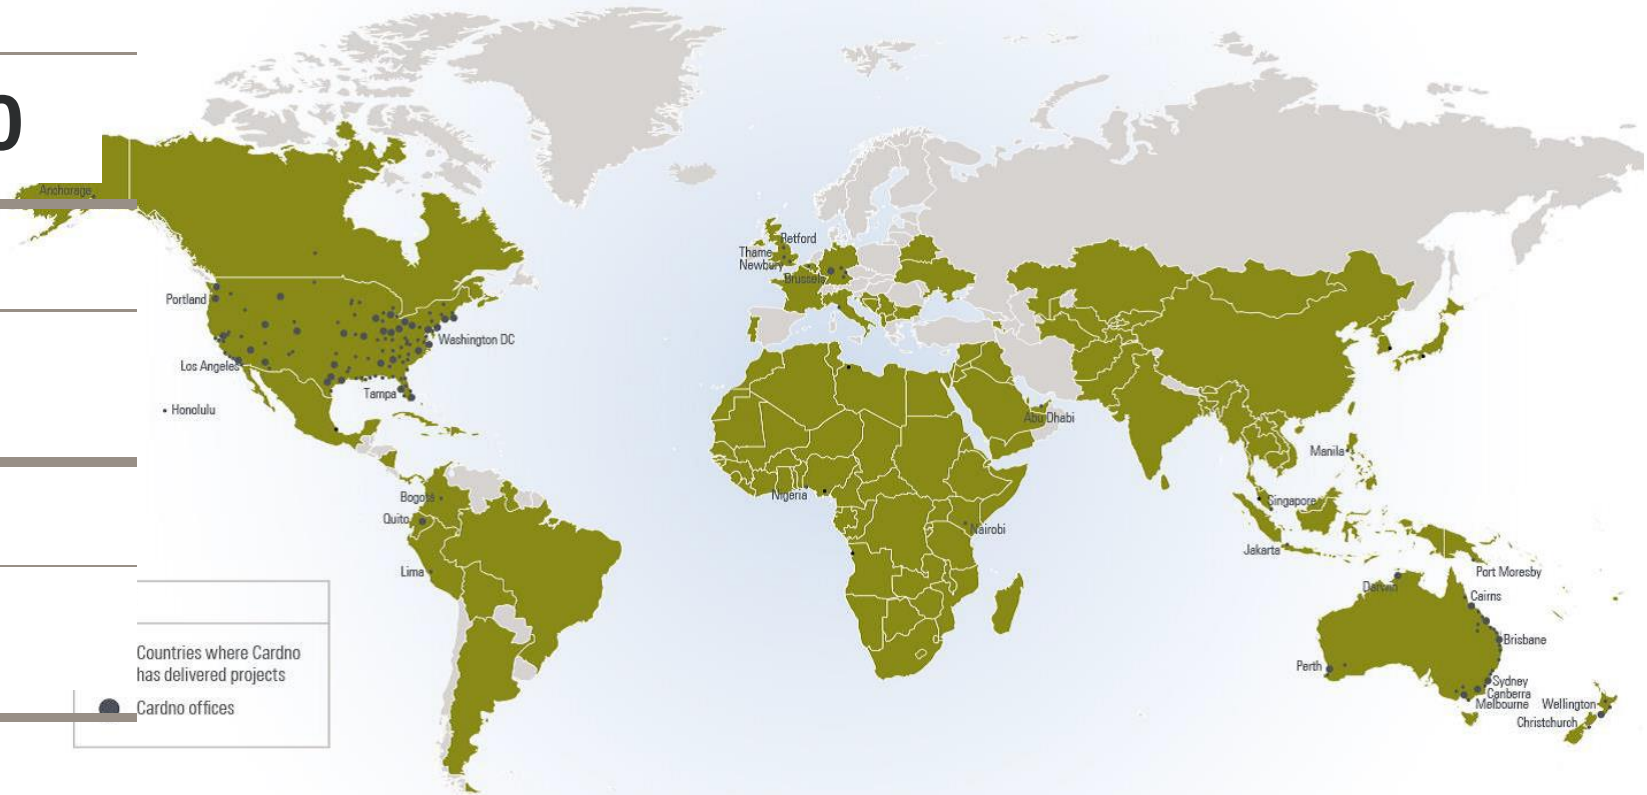 0
Anchorage
Portland
Los Angeles
Honolulu
Washington DC
Tampa
Bogota
Quito
Lima
Retford
Thame
Newbury
Brussels
Nigeria
Nairobi
Abu Dhabi
Manila
Singapore
Jakarta
Port Moresby
Darwin
Cairns
Brisbane
Perth
Sydney
Canberra
Melbourne
Wellington
Christchurch
Countries where Cardno
has delivered projects
Cardno offices